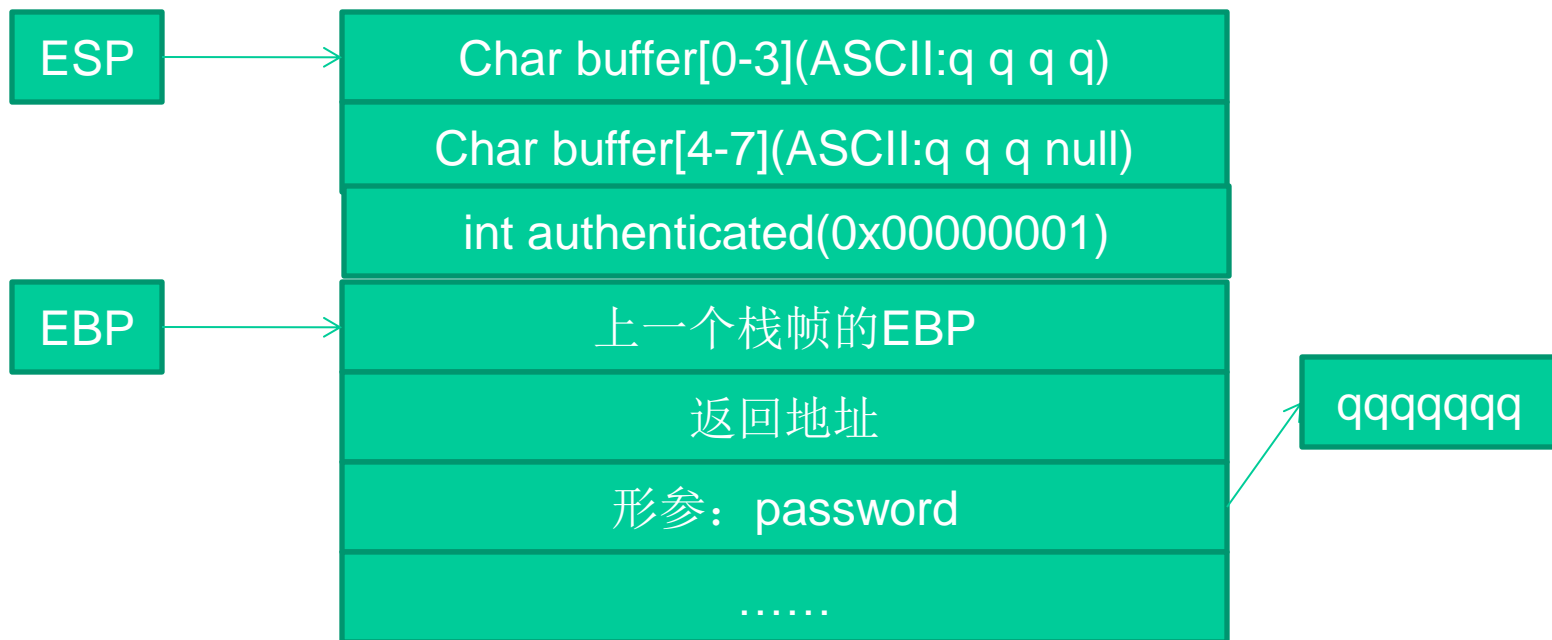 ESP
Char buffer[0-3](ASCII:q q q q)
Char buffer[4-7](ASCII:q q q null)
int authenticated(0x00000001)
EBP
上一个栈帧的EBP
返回地址
qqqqqqq
形参：password
……